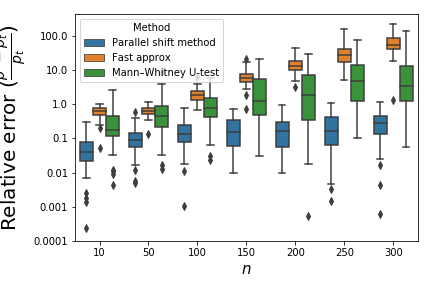 Method
Parallel shift method
Fast approx
Mann–Whitney U-test
100.0
10.0
1.0
0.1
0.01
0.001
0.0001
10
50
100
150
200
250
300
n
Relative error